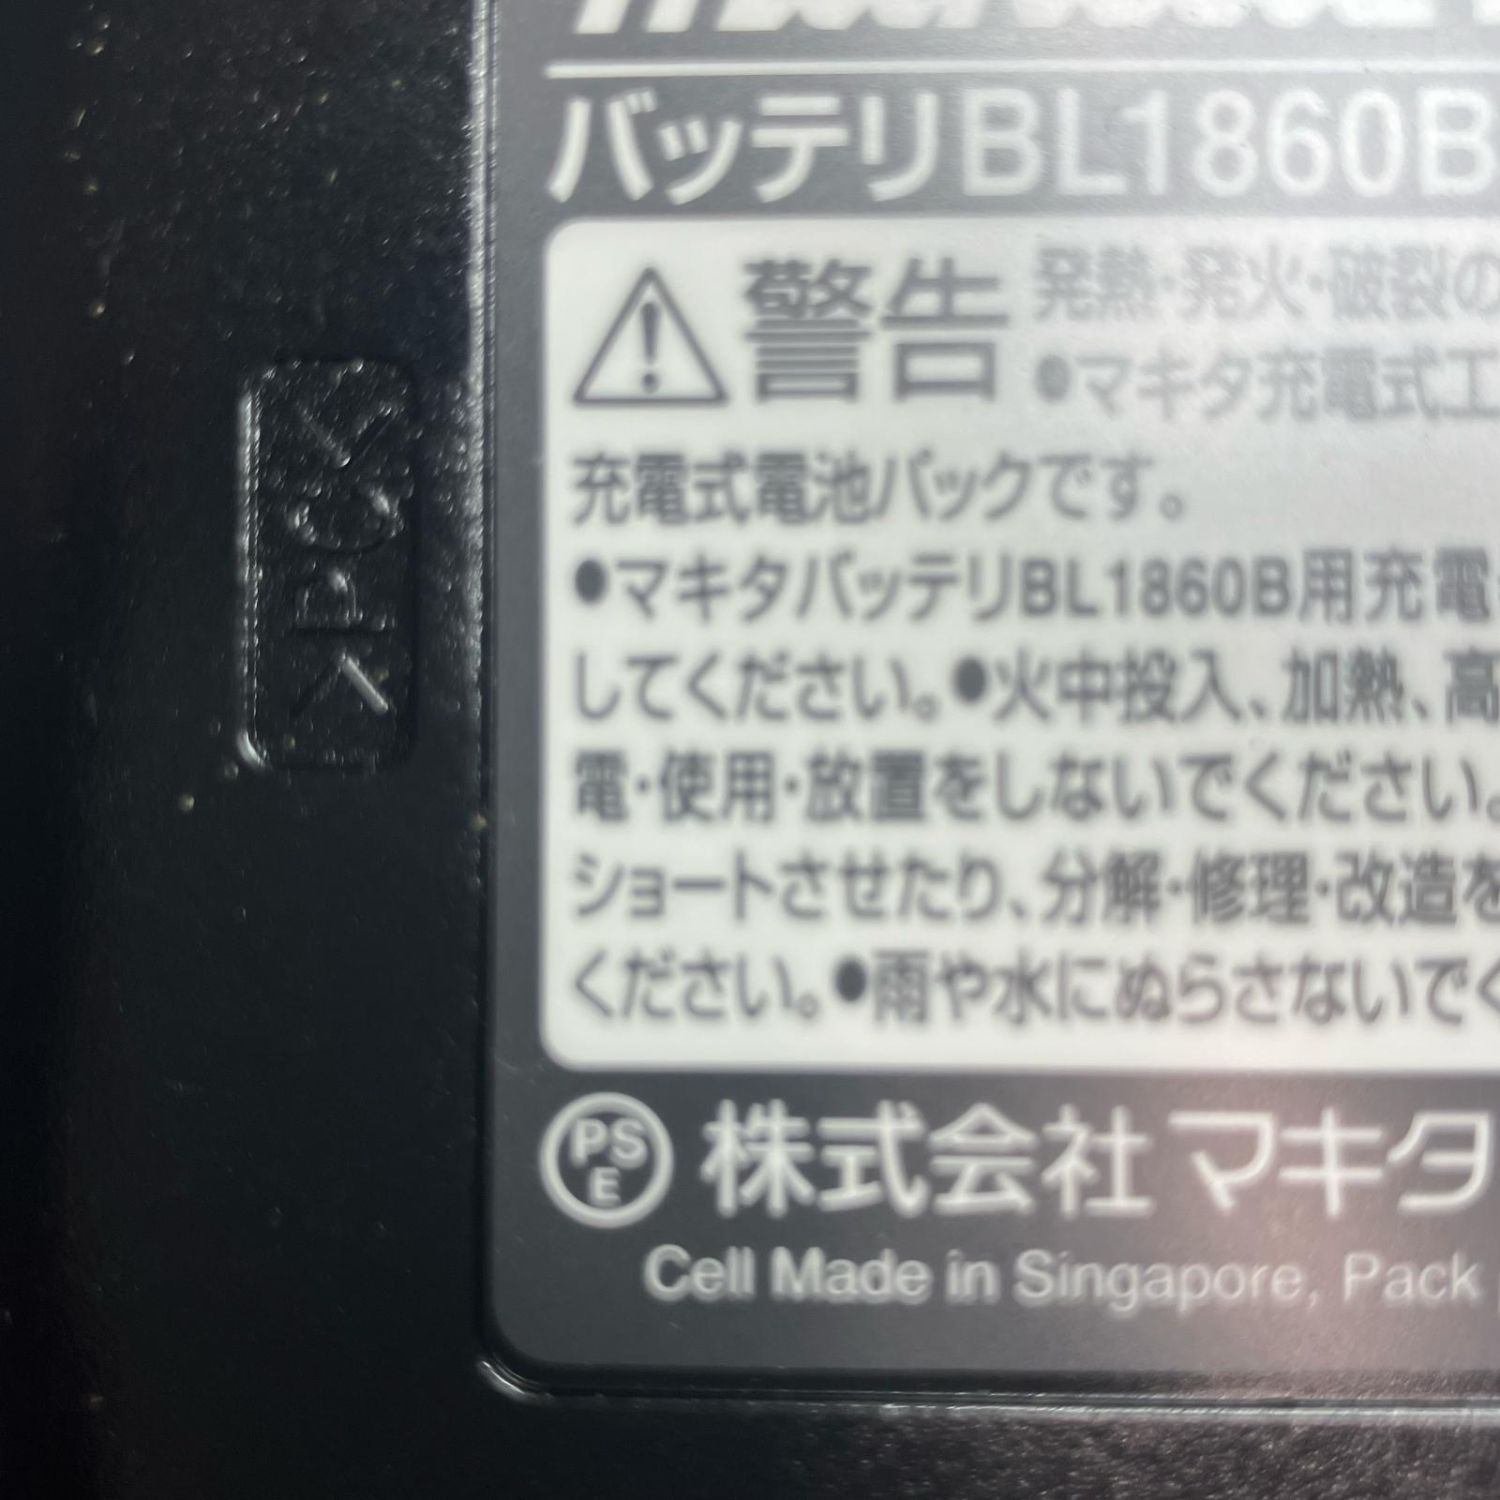 バッテリBL1860B
警告 発熱・発火・破裂の
●マキタ充電式工
充電式電池パックです。
●マキタバッテリBL1860B用充電
してください。●火中投入、加熱、高
電・使用・放置をしないでください。
ショートさせたり、分解・修理・改造を
ください。●雨や水にぬらさないでく
PS
E
株式会社マキタ
Cell Made in Singapore, Pack
>PC<